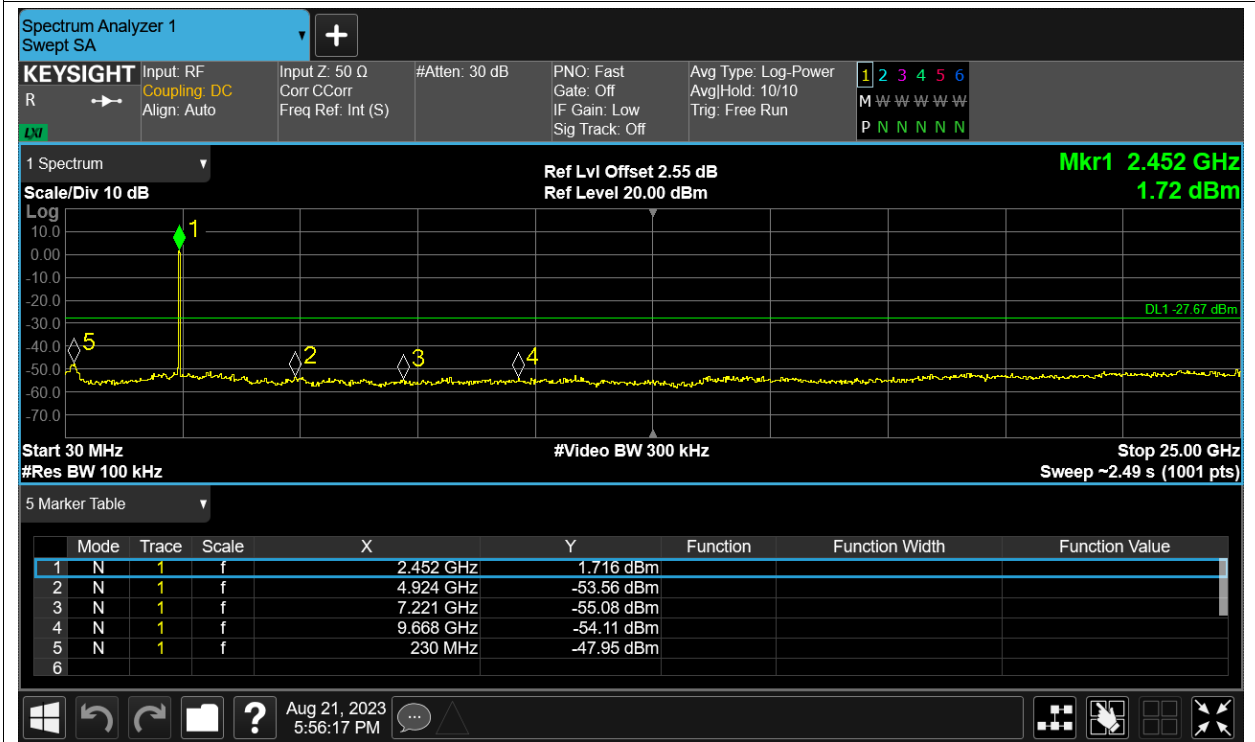 Spectrum Analyzer 1
Swept SA
+
KEYSIGHT Input: RF Input Z: 50 Ω #Atten: 30 dB PNO: Fast Avg Type: Log-Power 1 2 3 4 5 6
R Coupling: DC Corr CCorr Gate: Off Avg|Hold: 10/10 M W W W W W
Align: Auto Freq Ref: Int (S) IF Gain: Low Trig: Free Run
LXI Sig Track: Off P N N N N N
1 Spectrum Ref Lvl Offset 2.55 dB Mkr1 2.452 GHz
Scale/Div 10 dB Ref Level 20.00 dBm 1.72 dBm
Log
10.0 1
0.00
-10.0
-20.0
DL1 -27.67 dBm
-30.0
-40.0 5 2 3 4
-50.0
-60.0
-70.0
Start 30 MHz #Video BW 300 kHz Stop 25.00 GHz
#Res BW 100 kHz Sweep ~2.49 s (1001 pts)
5 Marker Table
Mode Trace Scale X Y Function Function Width Function Value
1 N 1 f 2.452 GHz 1.716 dBm
2 N 1 f 4.924 GHz -53.56 dBm
3 N 1 f 7.221 GHz -55.08 dBm
4 N 1 f 9.668 GHz -54.11 dBm
5 N 1 f 230 MHz -47.95 dBm
6
? Aug 21, 2023
5:56:17 PM